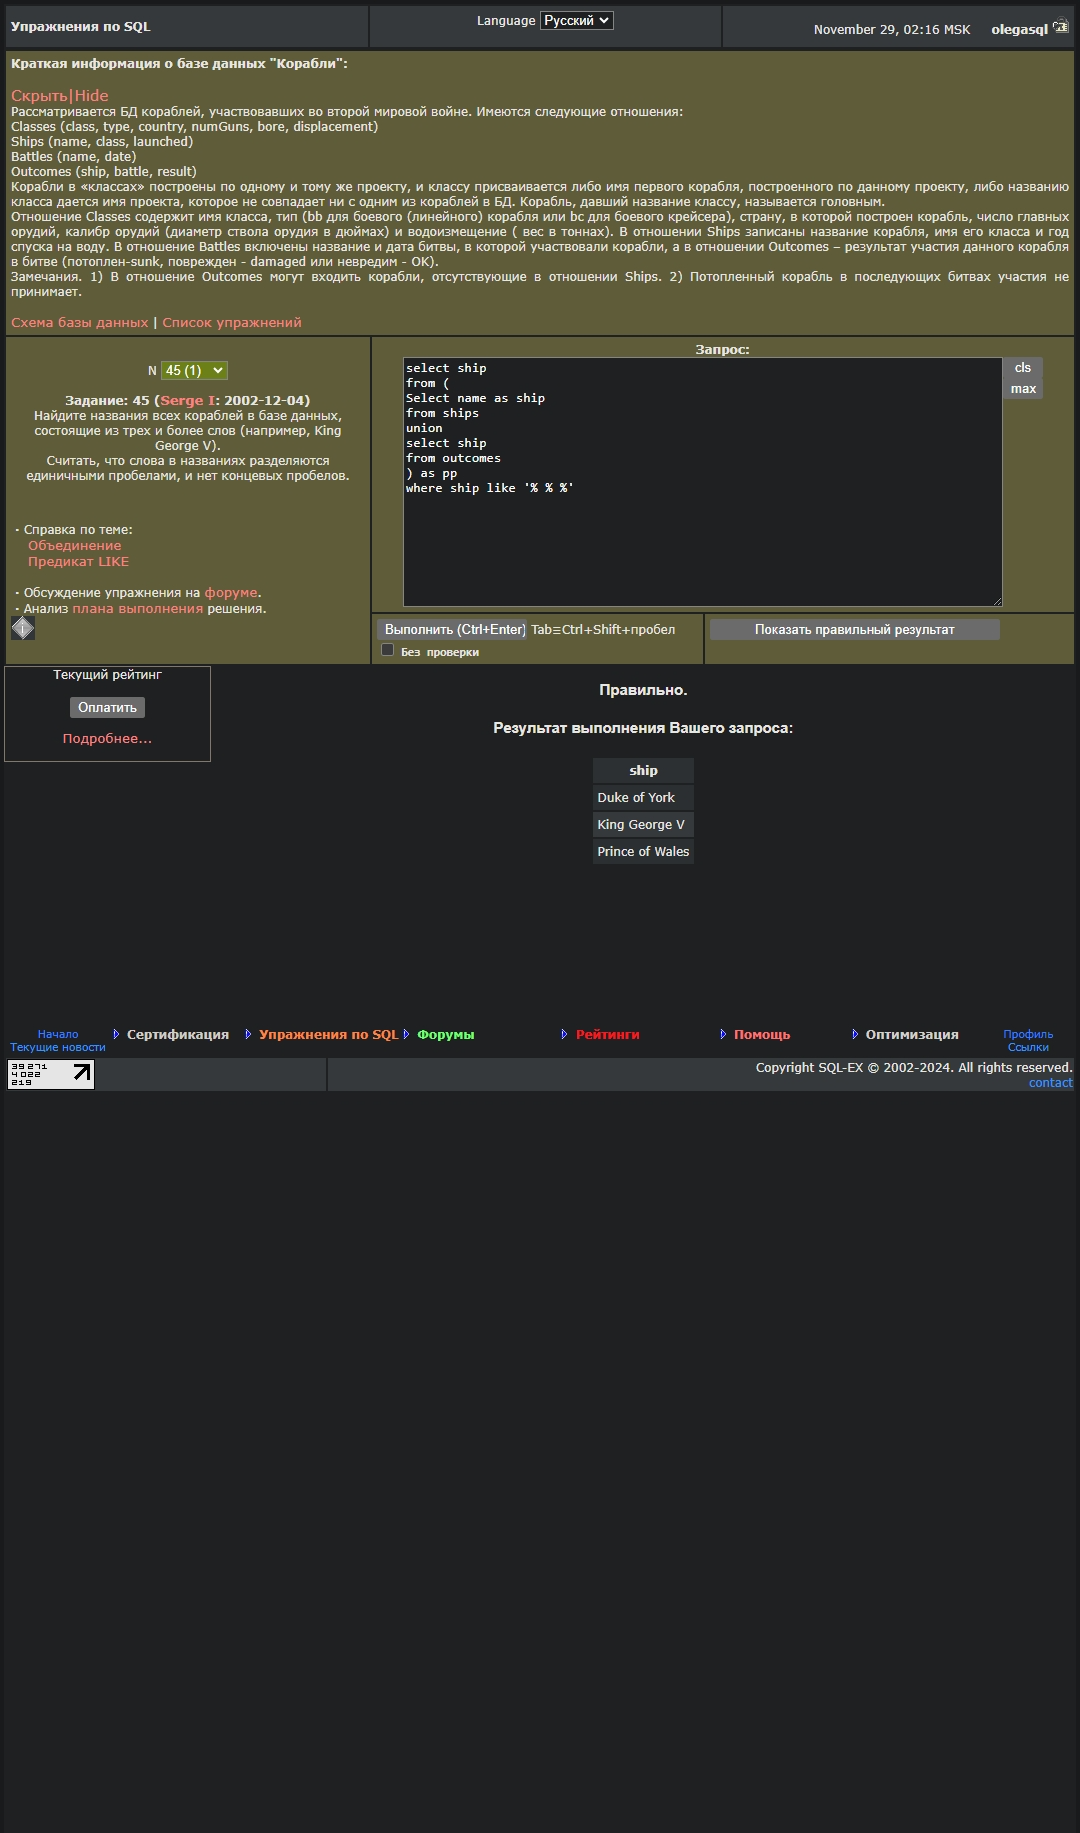 Упражнения по SQL
Language Русский
November 29, 02:16 MSK olegasql
Краткая информация о базе данных "Корабли":
Скрыть|Hide
Рассматривается БД кораблей, участвовавших во второй мировой войне. Имеются следующие отношения:
Classes (class, type, country, numGuns, bore, displacement)
Ships (name, class, launched)
Battles (name, date)
Outcomes (ship, battle, result)
Корабли в «классах» построены по одному и тому же проекту, и классу присваивается либо имя первого корабля, построенного по данному проекту, либо названию
класса дается имя проекта, которое не совпадает ни с одним из кораблей в БД. Корабль, давший название классу, называется головным.
Отношение Classes содержит имя класса, тип (bb для боевого (линейного) корабля или bc для боевого крейсера), страну, в которой построен корабль, число главных
орудий, калибр орудий (диаметр ствола орудия в дюймах) и водоизмещение ( вес в тоннах). В отношении Ships записаны название корабля, имя его класса и год
спуска на воду. В отношение Battles включены название и дата битвы, в которой участвовали корабли, а в отношении Outcomes – результат участия данного корабля
в битве (потоплен-sunk, поврежден - damaged или невредим - OK).
Замечания. 1) В отношение Outcomes могут входить корабли, отсутствующие в отношении Ships. 2) Потопленный корабль в последующих битвах участия не
принимает.
Схема базы данных | Список упражнений
N 45 (1)
Задание: 45 (Serge I: 2002-12-04)
Найдите названия всех кораблей в базе данных,
состоящие из трех и более слов (например, King
George V).
Считать, что слова в названиях разделяются
единичными пробелами, и нет концевых пробелов.
· Справка по теме:
Объединение
Предикат LIKE
· Обсуждение упражнения на форуме.
· Анализ плана выполнения решения.
Запрос:
select ship
from (
Select name as ship
from ships
union
select ship
from outcomes
) as pp
where ship like '% % %'
cls
max
Выполнить (Ctrl+Enter) Tab≡Ctrl+Shift+пробел
Без проверки
Показать правильный результат
Текущий рейтинг
Оплатить
Подробнее...
Правильно.
Результат выполнения Вашего запроса:
ship
Duke of York
King George V
Prince of Wales
Начало
Текущие новости
Сертификация
Упражнения по SQL
Форумы
Рейтинги
Помощь
Оптимизация
Профиль
Ссылки
39 271
4 022
219
Copyright SQL-EX © 2002-2024. All rights reserved.
contact